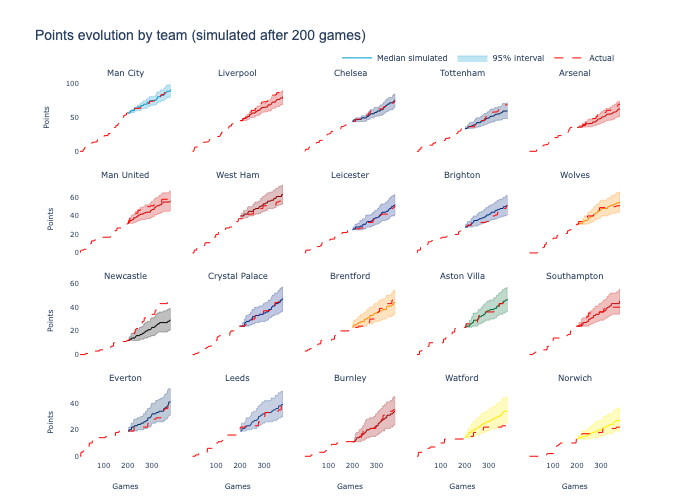 Points evolution by team (simulated after 200 games)
Median simulated 95% interval Actual
Man City Liverpool Chelsea Tottenham Arsenal
100
50
0
Points
Man United West Ham Leicester Brighton Wolves
60
40
20
0
Points
Newcastle Crystal Palace Brentford Aston Villa Southampton
60
40
20
0
Points
Everton Leeds Burnley Watford Norwich
40
20
0
Points
100 200 300 100 200 300 100 200 300 100 200 300 100 200 300
Games Games Games Games Games